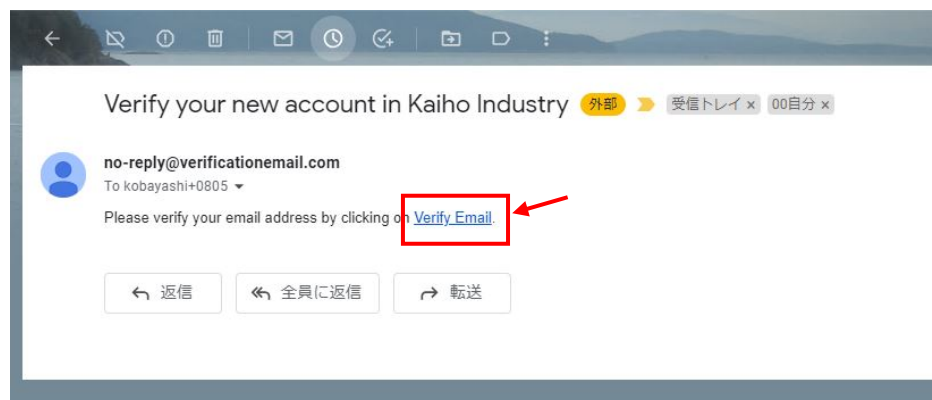 Verify your new account in Kaiho Industry 外部 受信トレイ × 00自分 ×
no-reply@verificationemail.com
To kobayashi+0805
Please verify your email address by clicking on Verify Email.
返信 全員に返信 転送